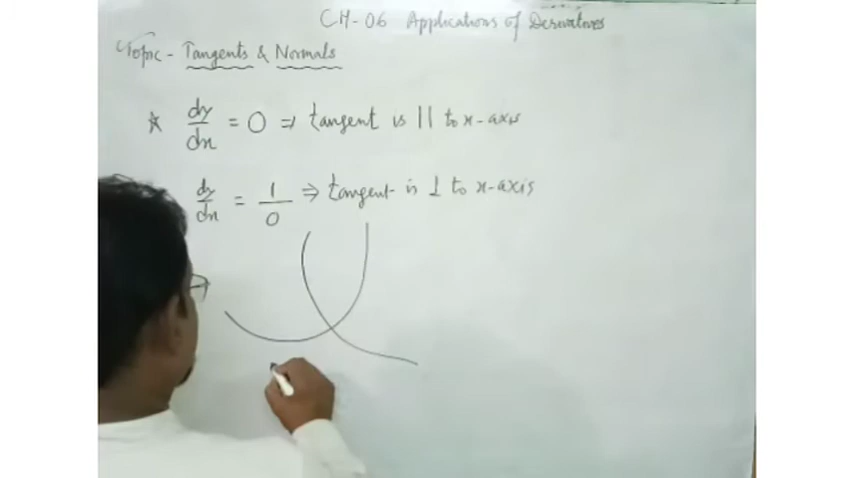 CH-06 Applications of Derivatives
Topic - Tangents & Normals
* dy/dx = 0 => tangent is || to x-axis
dy/dx = 1/0 => tangent is ⊥ to x-axis